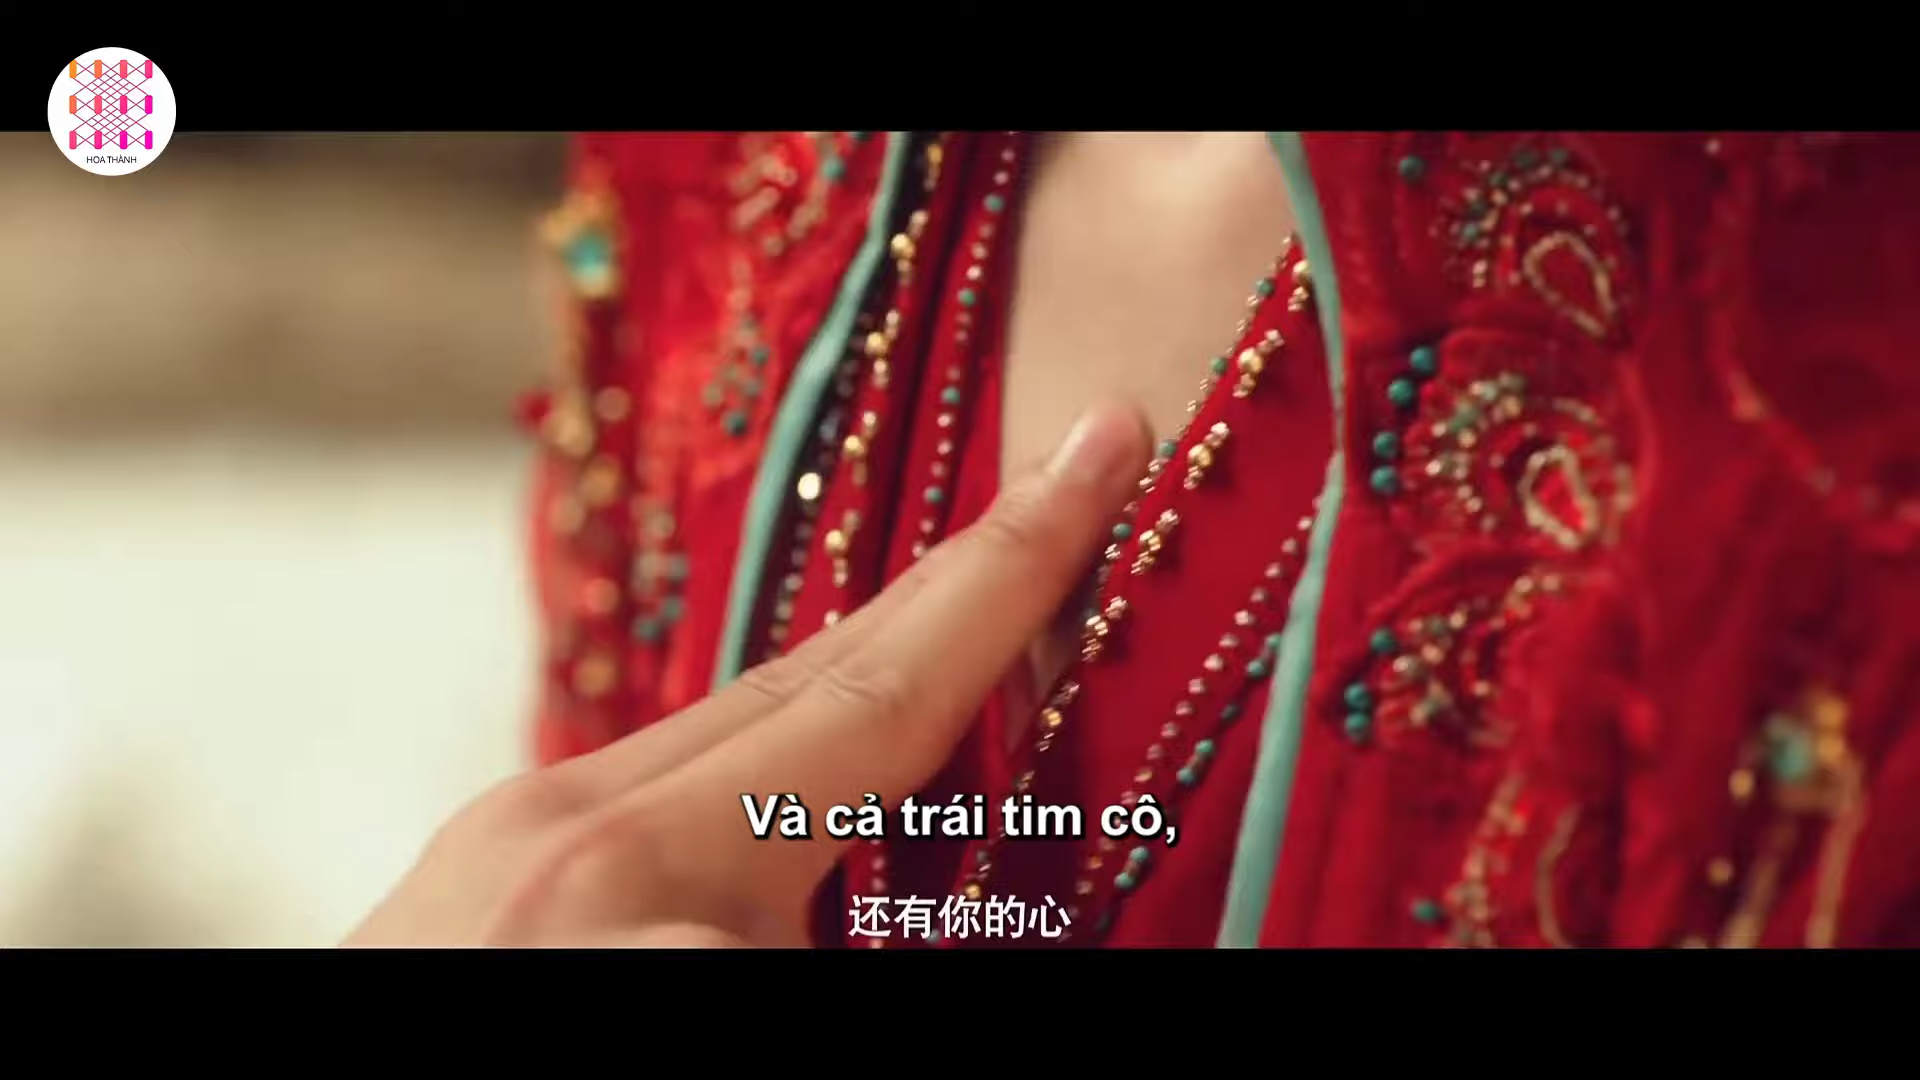 HOA THÀNH
Và cả trái tim cô,
还有你的心